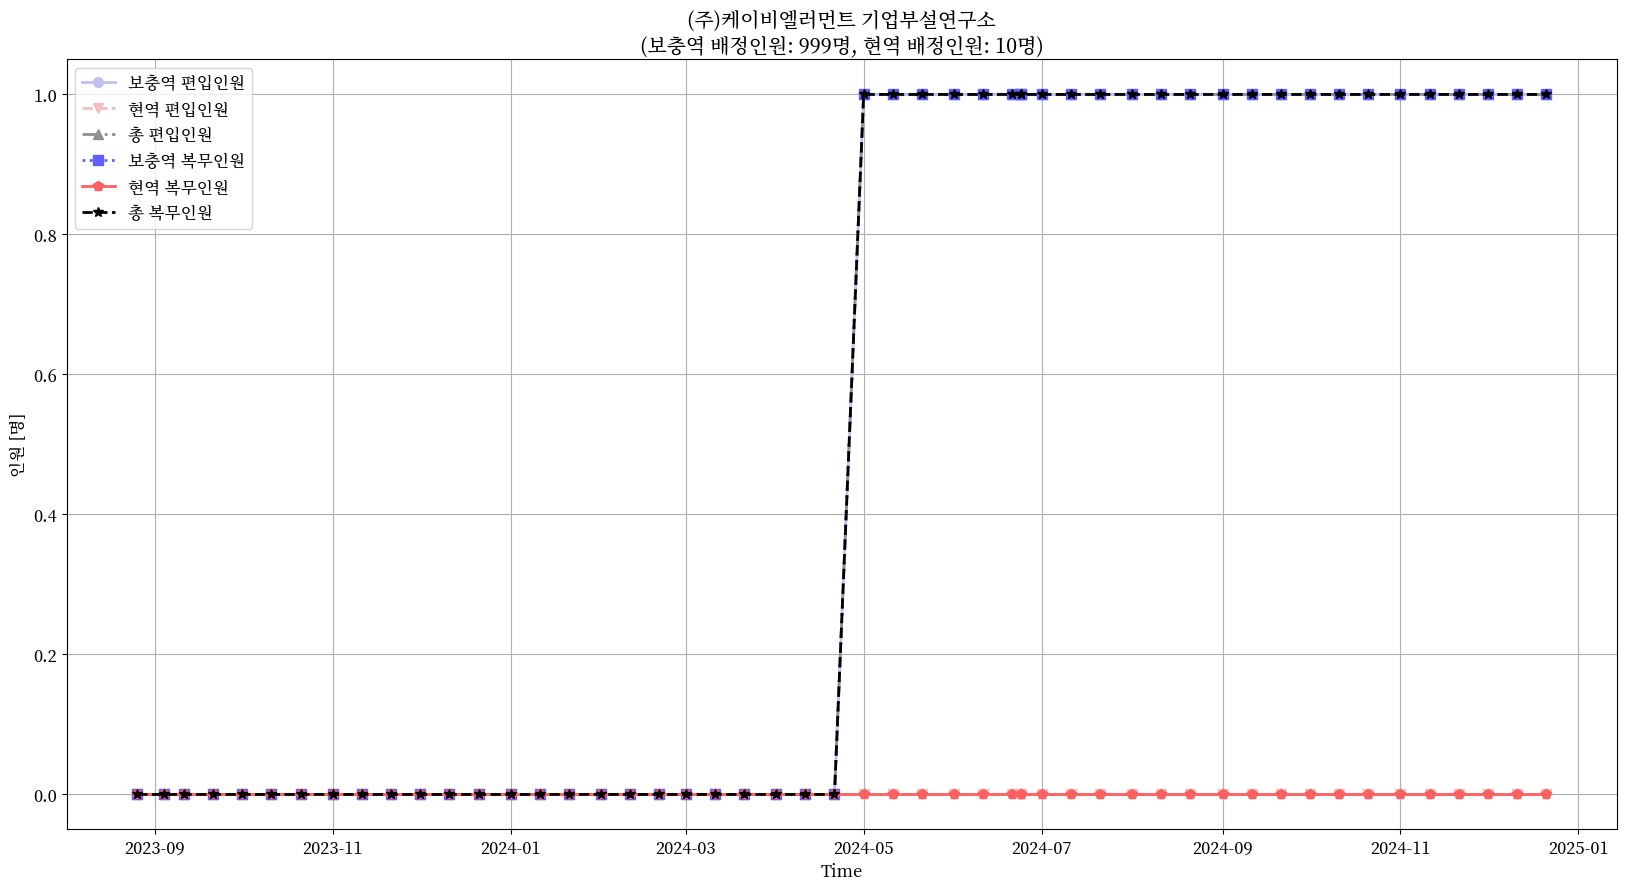 (주)케이비엘러먼트 기업부설연구소
(보충역 배정인원: 999명, 현역 배정인원: 10명)
보충역 편입인원
현역 편입인원
총 편입인원
보충역 복무인원
현역 복무인원
총 복무인원
1.0
0.8
0.6
0.4
0.2
0.0
인원 [명]
2023-09
2023-11
2024-01
2024-03
2024-05
2024-07
2024-09
2024-11
2025-01
Time